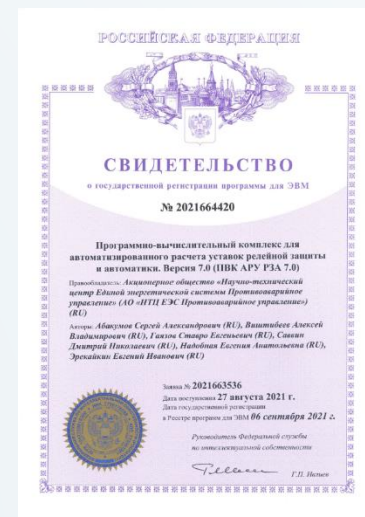 РОССИЙСКАЯ ФЕДЕРАЦИЯ
СВИДЕТЕЛЬСТВО
о государственной регистрации программы для ЭВМ
№ 2021664420
Программно-вычислительный комплекс для
автоматизированного расчета уставок релейной защиты
и автоматики. Версия 7.0 (ПВК АРУ РЗА 7.0)
Правообладатель: Акционерное общество «Научно-технический
центр Единой энергетической системы Противоаварийное
управление» (АО «НТЦ ЕЭС Противоаварийное управление»)
(RU)
Авторы: Абакумов Сергей Александрович (RU), Виштибеев Алексей
Владимирович (RU), Гаязов Ставро Евгеньевич (RU), Саввин
Дмитрий Николаевич (RU), Надобная Евгения Анатольевна (RU),
Эрекайкин Евгений Иванович (RU)
Заявка № 2021663536
Дата поступления 27 августа 2021 г.
Дата государственной регистрации
в Реестре программ для ЭВМ 06 сентября 2021 г.
Руководитель Федеральной службы
по интеллектуальной собственности
Г.П. Ивлиев